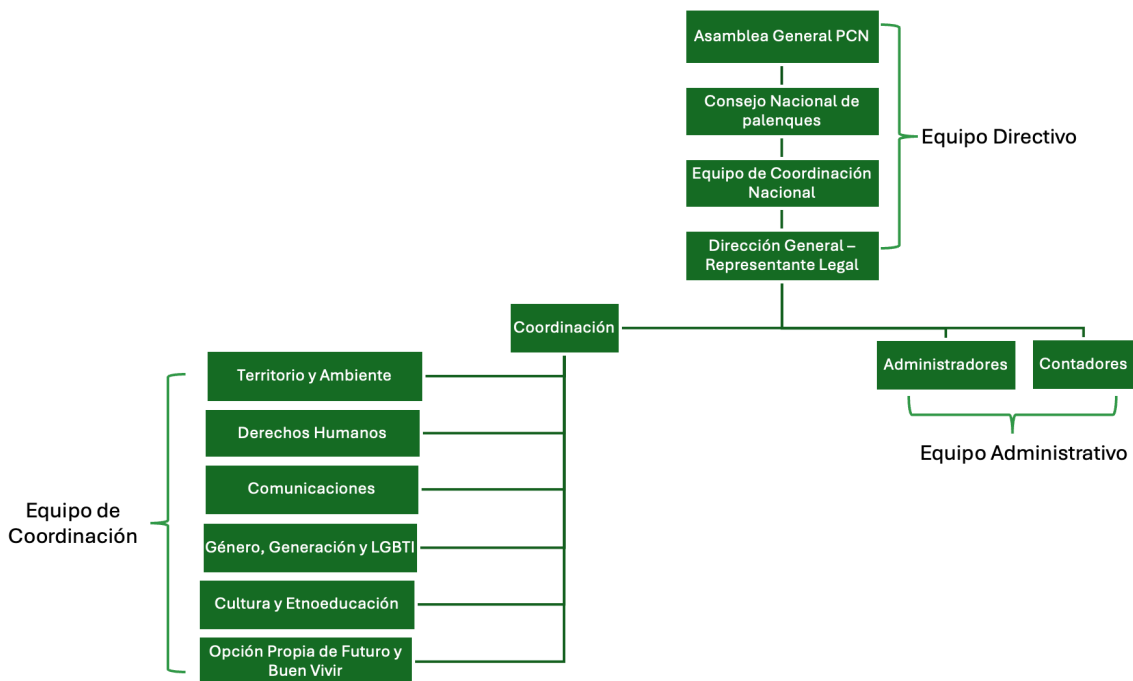 Asamblea General PCN
Consejo Nacional de
palenques
Equipo Directivo
Equipo de Coordinación
Nacional
Dirección General –
Representante Legal
Coordinación
Administradores
Contadores
Equipo Administrativo
Territorio y Ambiente
Derechos Humanos
Comunicaciones
Equipo de
Coordinación
Género, Generación y LGBTI
Cultura y Etnoeducación
Opción Propia de Futuro y
Buen Vivir